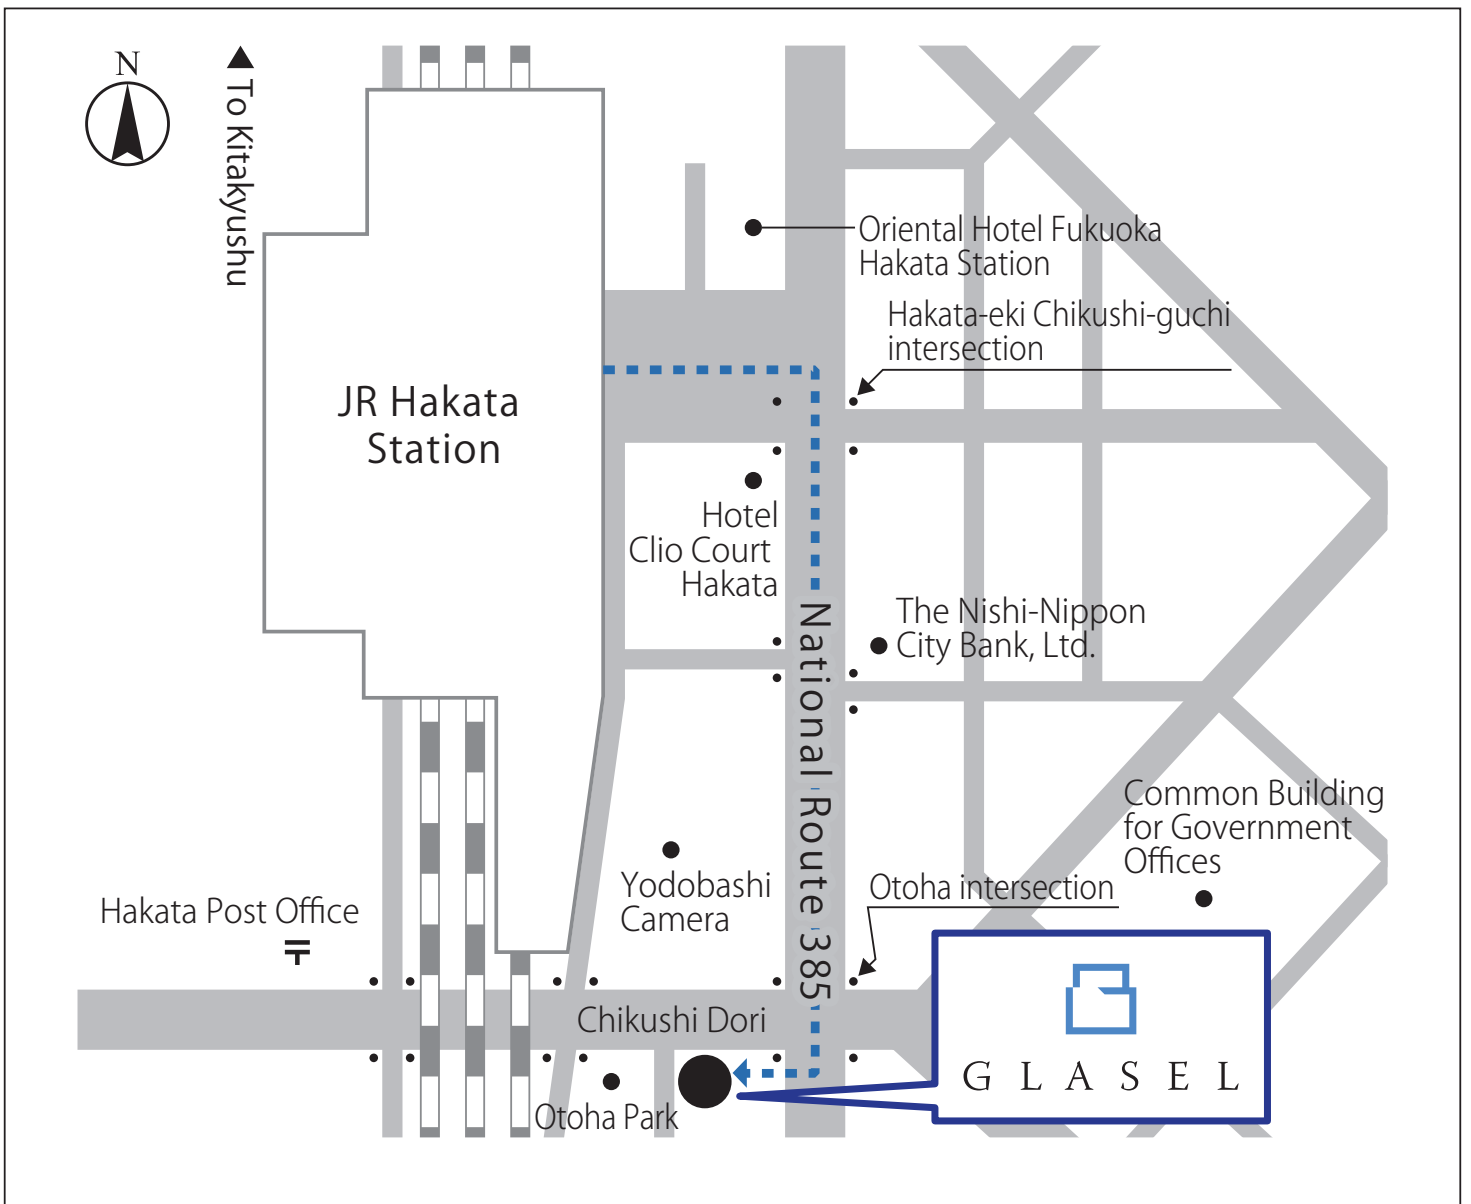 N
To Kitakyushu
Oriental Hotel Fukuoka
Hakata Station
Hakata-eki Chikushi-guchi
intersection
JR Hakata
Station
Hotel
Clio Court
Hakata
The Nishi-Nippon
City Bank, Ltd.
National Route 385
Common Building
for Government
Offices
Yodobashi
Camera
Otoha intersection
Hakata Post Office
〒
Chikushi Dori
GLASEL
Otoha Park